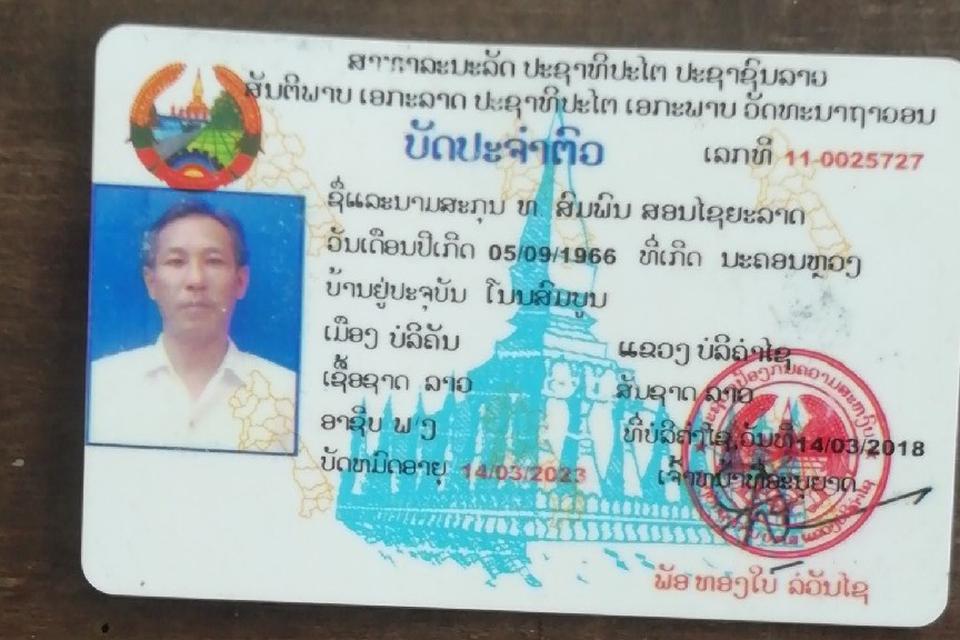 ສາທາລະນະລັດ ປະຊາທິປະໄຕ ປະຊາຊົນລາວ
ສັນຕິພາບ ເອກະລາດ ປະຊາທິປະໄຕ ເອກະພາບ ວັດທະນາຖາວອນ
ບັດປະຈຳຕົວ ເລກທີ 11-0025727
ຊື່ແລະນາມສະກຸນ ທ. ສົມພົນ ສອນໄຊຍະລາດ
ວັນເດືອນປີເກີດ 05/09/1966 ທີ່ເກີດ ນະຄອນຫຼວງ
ບ້ານຢູ່ປະຈຸບັນ ໂນນສົມບູນ
ເມືອງ ບໍລິຄັນ ແຂວງ ບໍລິຄຳໄຊ
ເຊື້ອຊາດ ລາວ ສັນຊາດ ລາວ
ອາຊີບ
ທີ່ບໍລິຄຳໄຊ,ວັນທີ14/03/2018
ບັດໝົດອາຍຸ 14/03/2023 ເຈົ້າໜ້າທີ່ອະນຸຍາດ
ພັອ ທອງໃບ ລໍວັນໄຊ